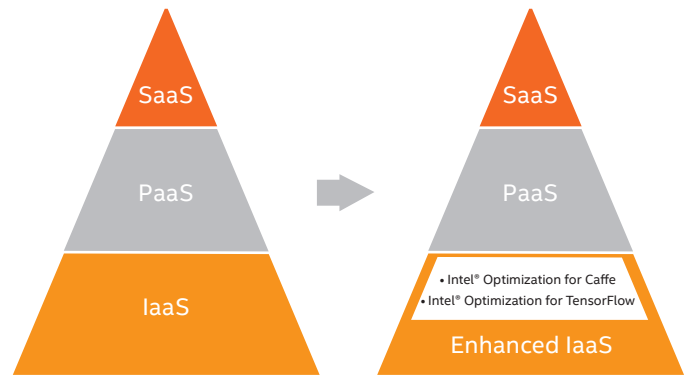 SaaS
PaaS
IaaS
SaaS
PaaS
• Intel® Optimization for Caffe
• Intel® Optimization for TensorFlow
Enhanced IaaS